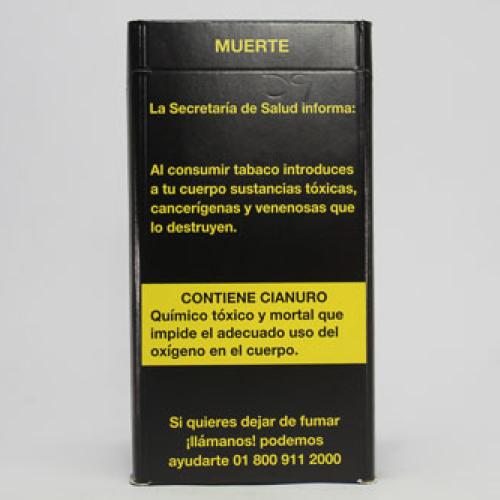 MUERTE
La Secretaría de Salud informa:
Al consumir tabaco introduces
a tu cuerpo sustancias tóxicas,
cancerígenas y venenosas que
lo destruyen.
CONTIENE CIANURO
Químico tóxico y mortal que
impide el adecuado uso del
oxígeno en el cuerpo.
Si quieres dejar de fumar
¡llámanos! podemos
ayudarte 01 800 911 2000